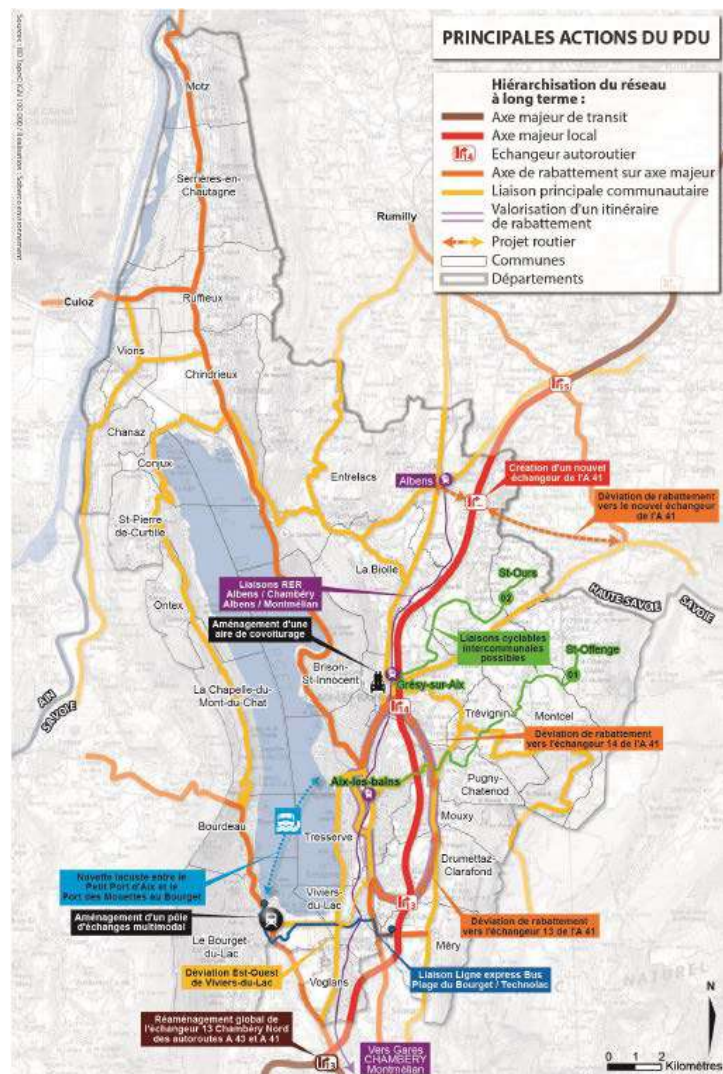 PRINCIPALES ACTIONS DU PDU
Hiérarchisation du réseau
à long terme :
Axe majeur de transit
Axe majeur local
14
Echangeur autoroutier
Axe de rabattement sur axe majeur
Liaison principale communautaire
Valorisation d'un itinéraire
de rabattement
Projet routier
Communes
Départements
Motz
Serrières-en-
Chautagne
Rumilly
Culoz
Ruffieux
Vions
Chindrieux
15
Chanaz
Conjux
Entrelacs
Albens
Création d'un nouvel
échangeur de l'A 41
Déviation de rabattement
vers le nouvel échangeur
de l'A 41
St-Pierre
de-Curtille
La Biolle
St-Ours
02
HAUTE-SAVOIE
SAVOIE
Liaisons RER
Albens / Chambéry
Albens / Montmélian
Ontex
Aménagement d'une
aire de covoiturage
Liaisons cyclables
intercommunales
possibles
St-Offenge
01
Brison-
St-Innocent
Grésy-sur-Aix
AIN
SAVOIE
La Chapelle-du-
Mont-du-Chat
14
Trévignin
Montcel
Déviation de rabattement
vers l'échangeur 14 de l'A 41
Aix-les-bains
Pugny-
Chatenod
Mouxy
Bourdeau
Tresserve
Drumettaz-
Clarafond
Navette lacustre entre le
Petit Port d'Aix et le
Port des Mouettes au Bourget
Viviers-
du-Lac
13
Aménagement d'un pôle
d'échanges multimodal
Déviation de rabattement
vers l'échangeur 13 de l'A 41
Le Bourget-
du-Lac
Méry
Déviation Est-Ouest
de Viviers-du-Lac
Voglans
Liaison Ligne express Bus
Plage du Bourget / Technolac
Réaménagement global de
l'échangeur 13 Chambéry Nord
des autoroutes A 43 et A 41
13
Vers Gares
CHAMBÉRY
Montmélian
N
0 1 2
Kilomètres